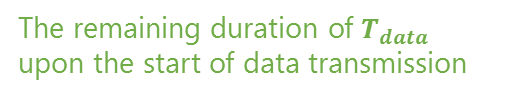 The remaining duration of T_data
upon the start of data transmission